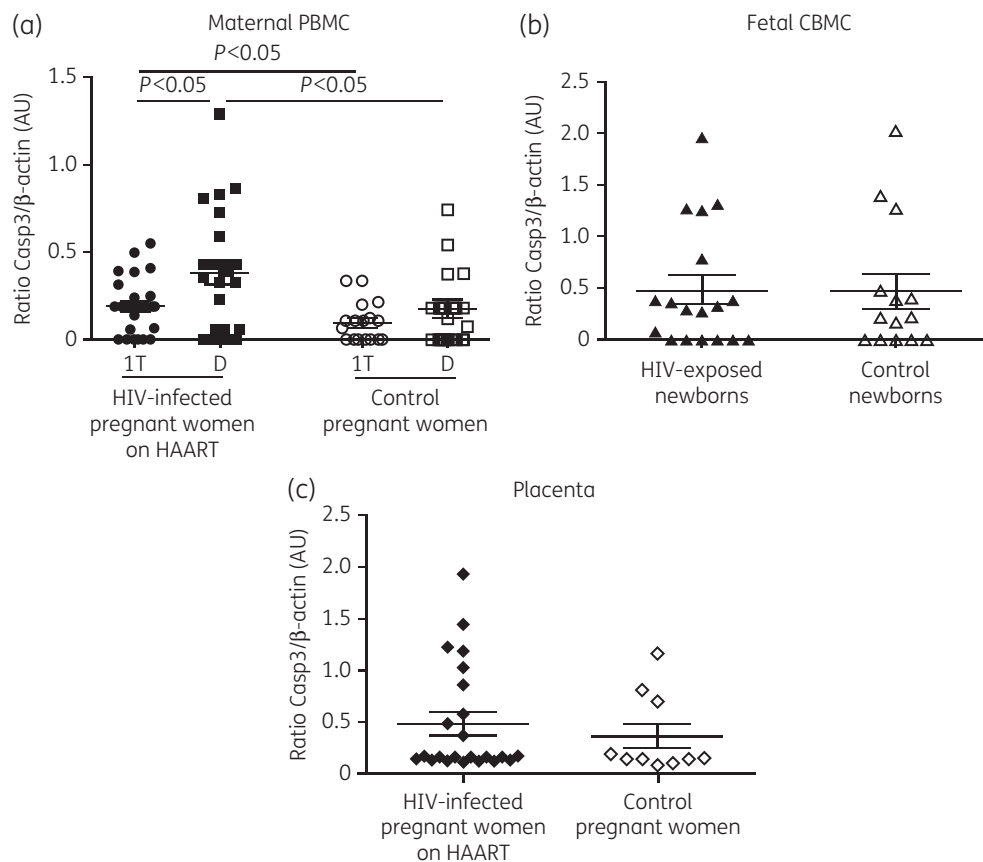 (a)
Maternal PBMC
P<0.05
P<0.05
P<0.05
Ratio Casp3/β-actin (AU)
1.5
1.0
0.5
0
1T
D
1T
D
HIV-infected
pregnant women
on HAART
Control
pregnant women
(b)
Fetal CBMC
Ratio Casp3/β-actin (AU)
2.5
2.0
1.5
1.0
0.5
0
HIV-exposed
newborns
Control
newborns
(c)
Placenta
Ratio Casp3/β-actin (AU)
2.5
2.0
1.5
1.0
0.5
0
HIV-infected
pregnant women
on HAART
Control
pregnant women